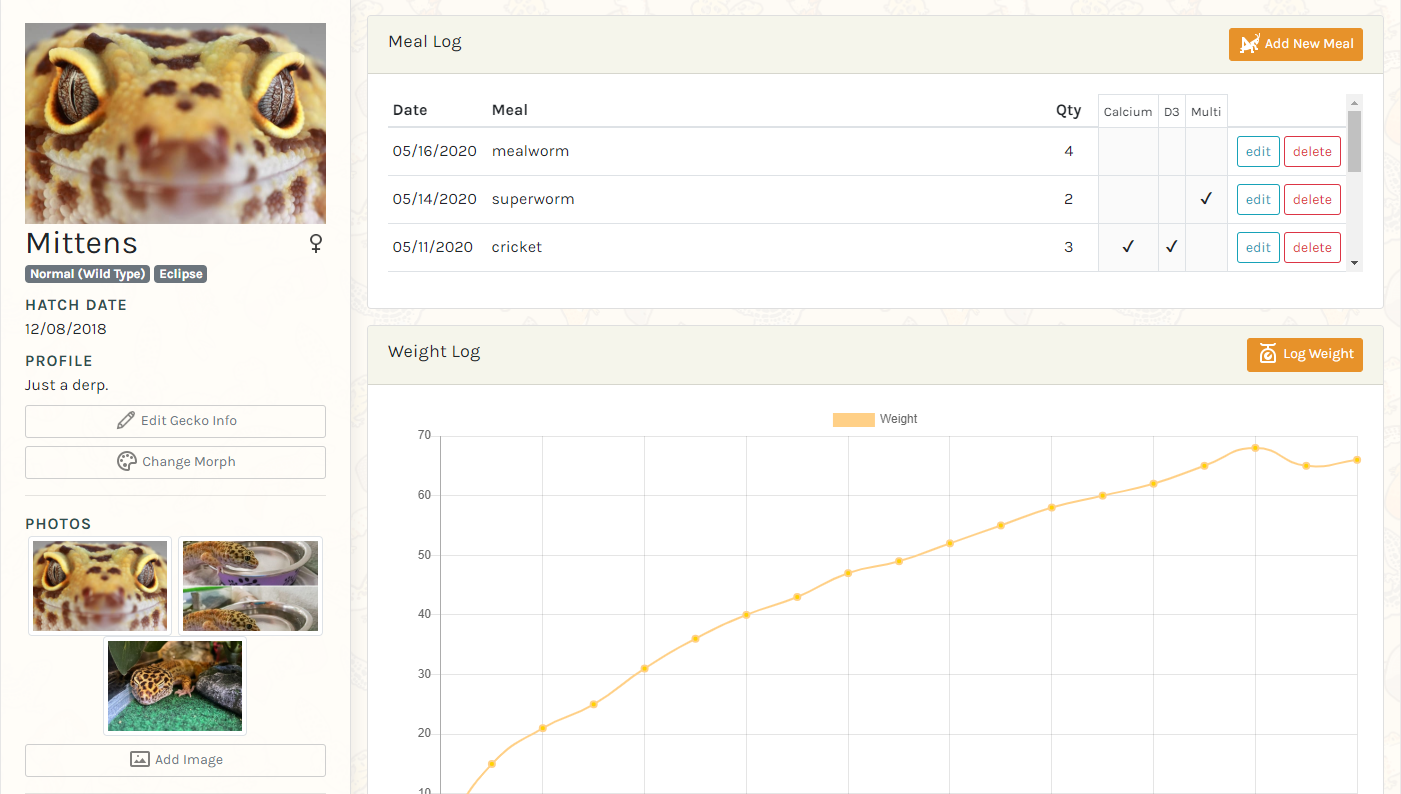 Mittens ♀
Normal (Wild Type) Eclipse
HATCH DATE
12/08/2018
PROFILE
Just a derp.
Edit Gecko Info
Change Morph
PHOTOS
Add Image
Meal Log
Add New Meal
Date Meal Qty Calcium D3 Multi
05/16/2020 mealworm 4 edit delete
05/14/2020 superworm 2 ✓ edit delete
05/11/2020 cricket 3 ✓ ✓ edit delete
Weight Log
Log Weight
Weight
70
60
50
40
30
20
10